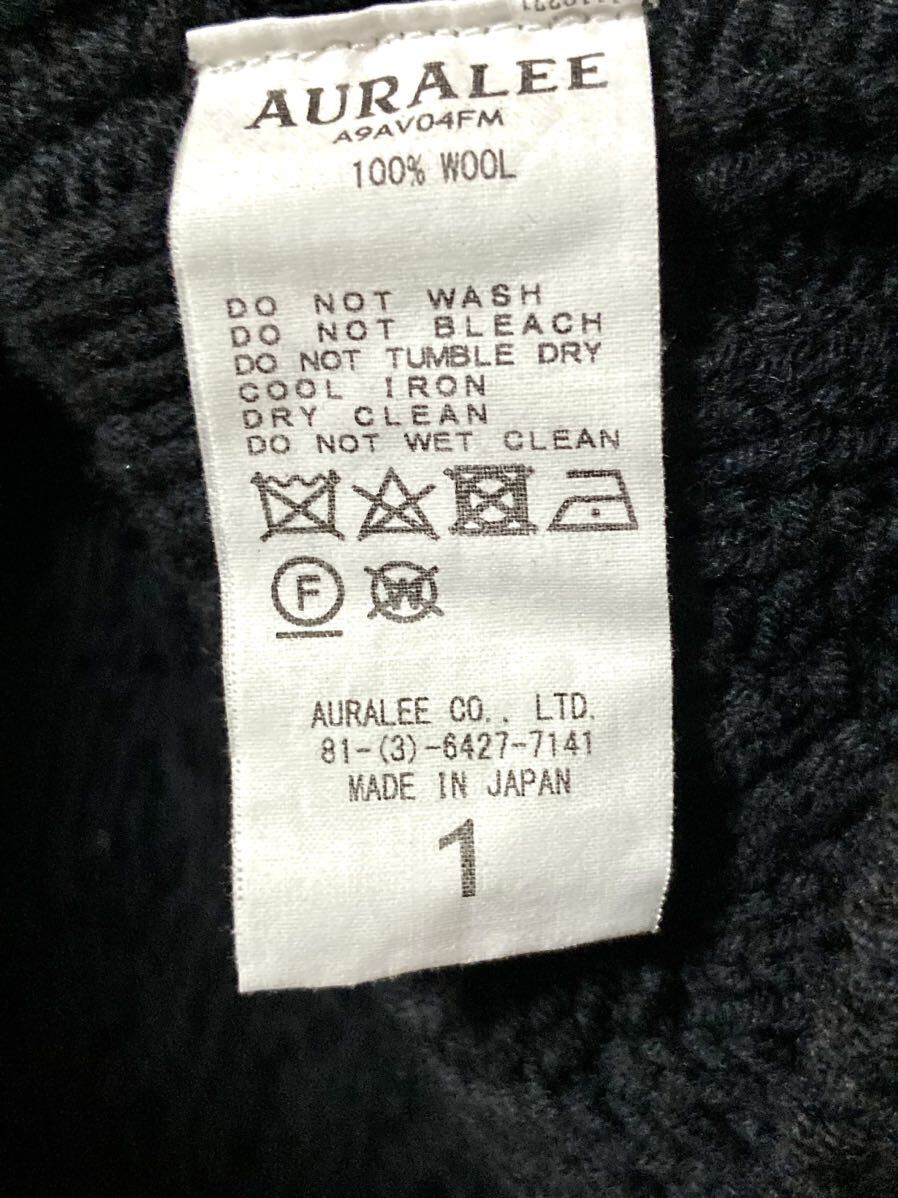 AURALEE
A9AV04FM
100% WOOL
DO NOT WASH
DO NOT BLEACH
DO NOT TUMBLE DRY
COOL IRON
DRY CLEAN
DO NOT WET CLEAN
F W
AURALEE CO., LTD.
81-(3)-6427-7141
MADE IN JAPAN
1